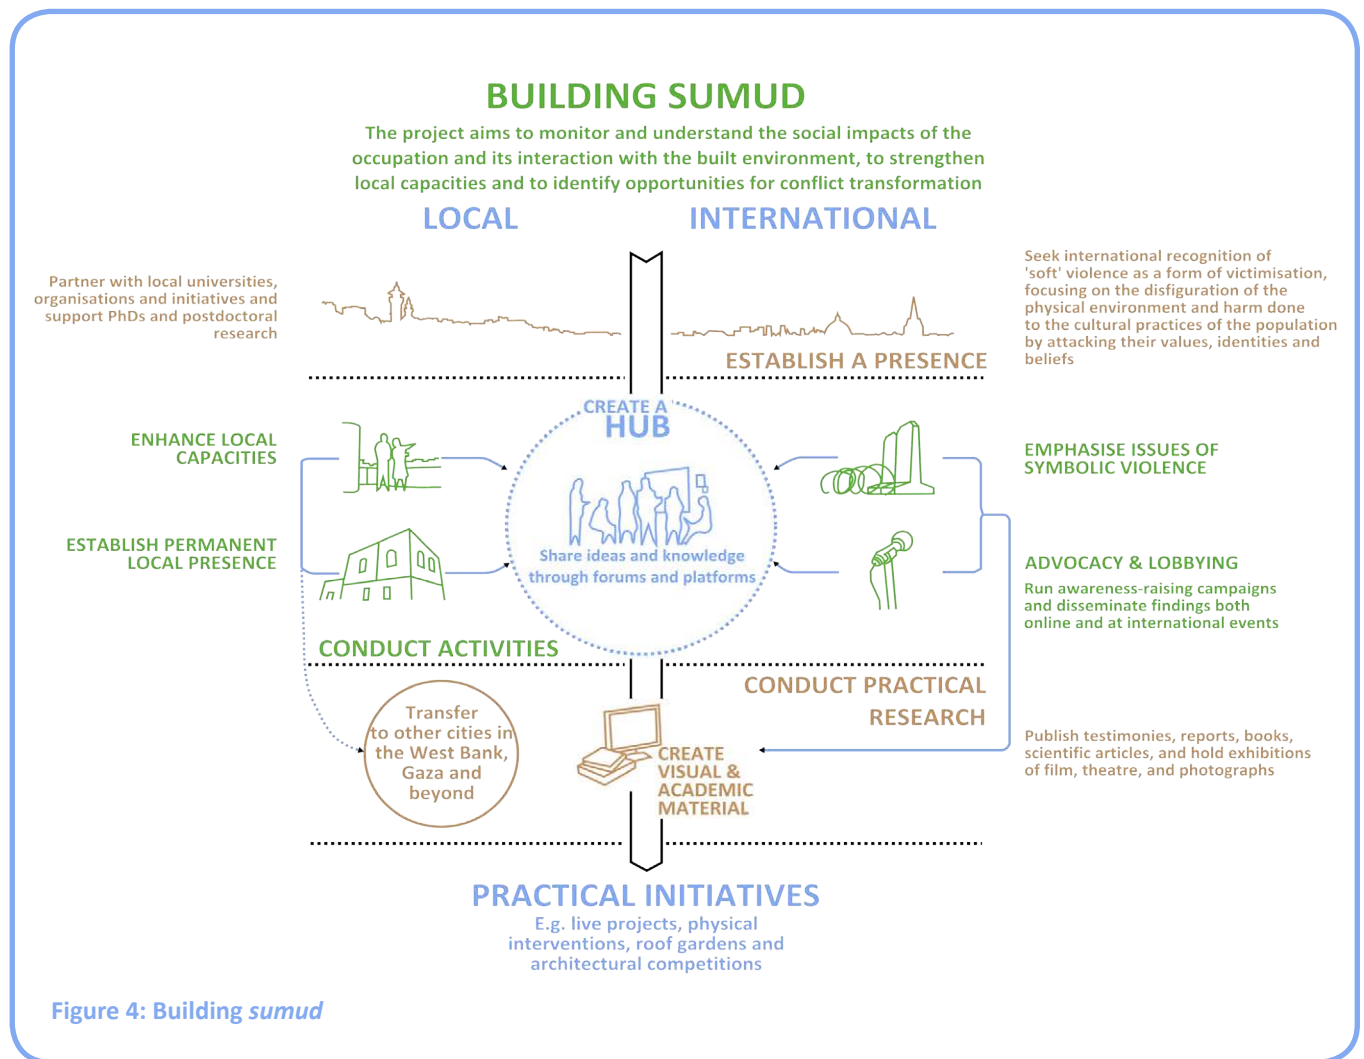 BUILDING SUMUD
The project aims to monitor and understand the social impacts of the
occupation and its interaction with the built environment, to strengthen
local capacities and to identify opportunities for conflict transformation
LOCAL
INTERNATIONAL
Partner with local universities,
organisations and initiatives and
support PhDs and postdoctoral
research
Seek international recognition of
'soft' violence as a form of victimisation,
focusing on the disfiguration of the
physical environment and harm done
to the cultural practices of the population
by attacking their values, identities and
beliefs
ESTABLISH A PRESENCE
CREATE A
HUB
Share ideas and knowledge
through forums and platforms
ENHANCE LOCAL
CAPACITIES
ESTABLISH PERMANENT
LOCAL PRESENCE
EMPHASISE ISSUES OF
SYMBOLIC VIOLENCE
ADVOCACY & LOBBYING
Run awareness-raising campaigns
and disseminate findings both
online and at international events
CONDUCT ACTIVITIES
CONDUCT PRACTICAL
RESEARCH
Transfer
to other cities in
the West Bank,
Gaza and
beyond
CREATE
VISUAL &
ACADEMIC
MATERIAL
Publish testimonies, reports, books,
scientific articles, and hold exhibitions
of film, theatre, and photographs
PRACTICAL INITIATIVES
E.g. live projects, physical
interventions, roof gardens and
architectural competitions
Figure 4: Building sumud